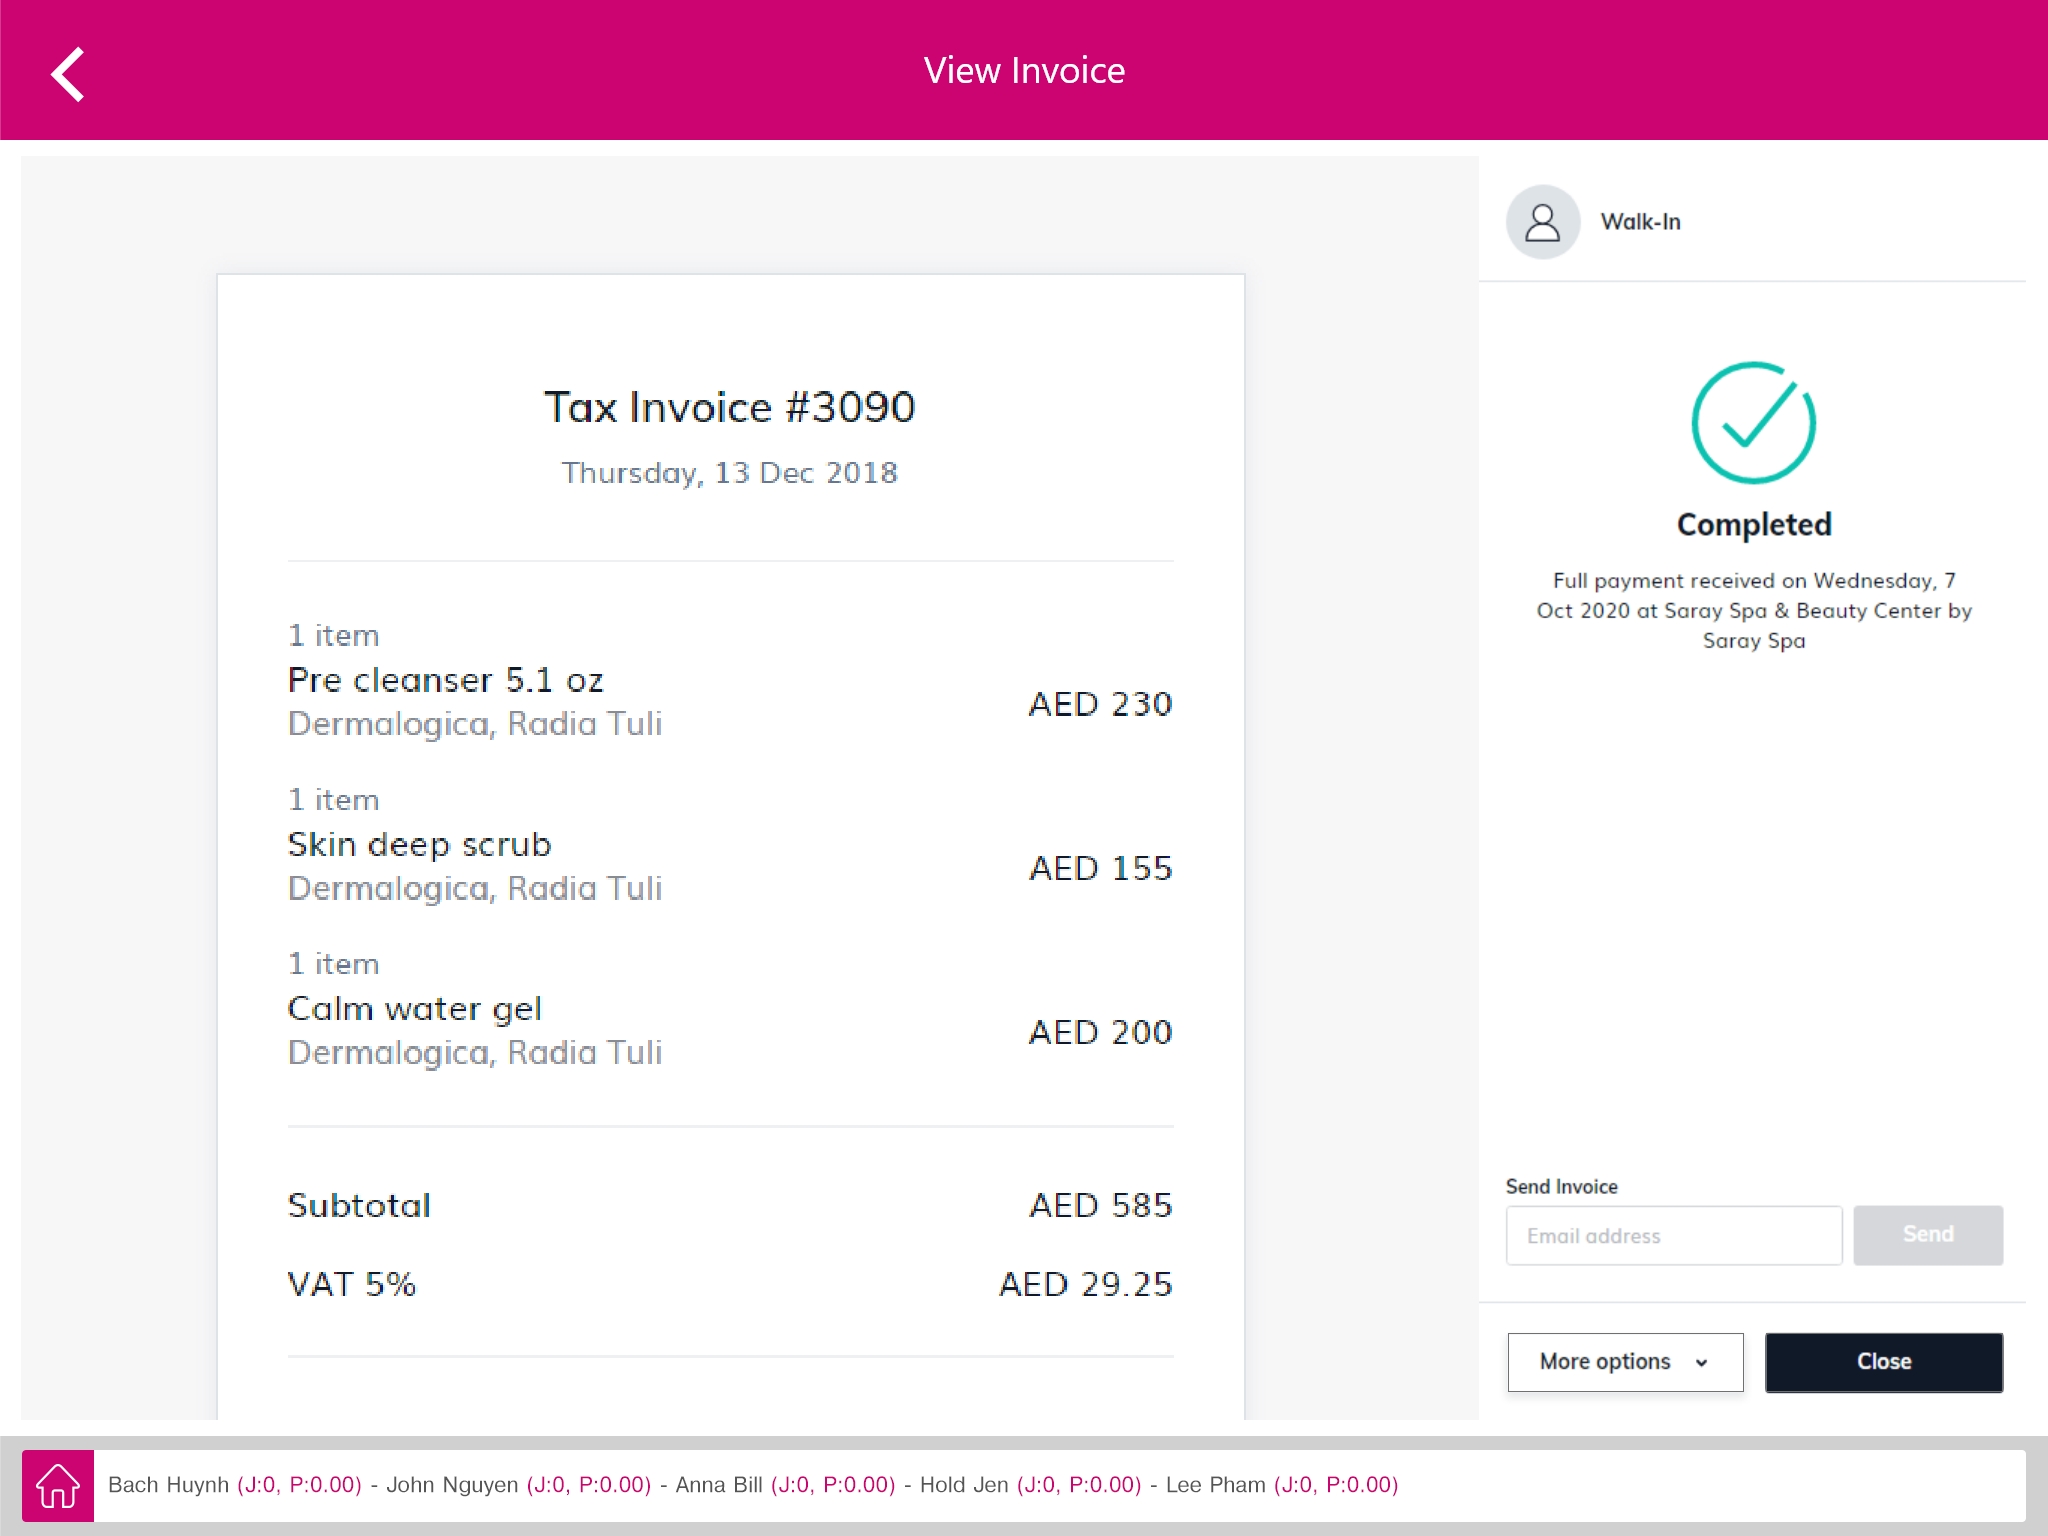 View Invoice
Walk-In
Tax Invoice #3090
Thursday, 13 Dec 2018
Completed
Full payment received on Wednesday, 7
Oct 2020 at Saray Spa & Beauty Center by
Saray Spa
1 item
Pre cleanser 5.1 oz
Dermalogica, Radia Tuli
AED 230
1 item
Skin deep scrub
Dermalogica, Radia Tuli
AED 155
1 item
Calm water gel
Dermalogica, Radia Tuli
AED 200
Subtotal AED 585
VAT 5% AED 29.25
Send Invoice
Email address Send
More options Close
Bach Huynh (J:0, P:0.00) - John Nguyen (J:0, P:0.00) - Anna Bill (J:0, P:0.00) - Hold Jen (J:0, P:0.00) - Lee Pham (J:0, P:0.00)